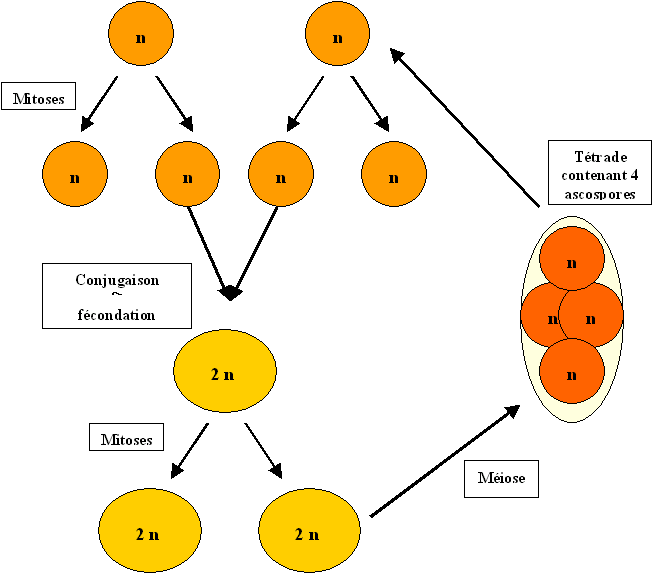 n
n
Mitoses
n
n
n
n
Tétrade
contenant 4
ascospores
Conjugaison
~
fécondation
n
n
n
n
2 n
Mitoses
Méiose
2 n
2 n